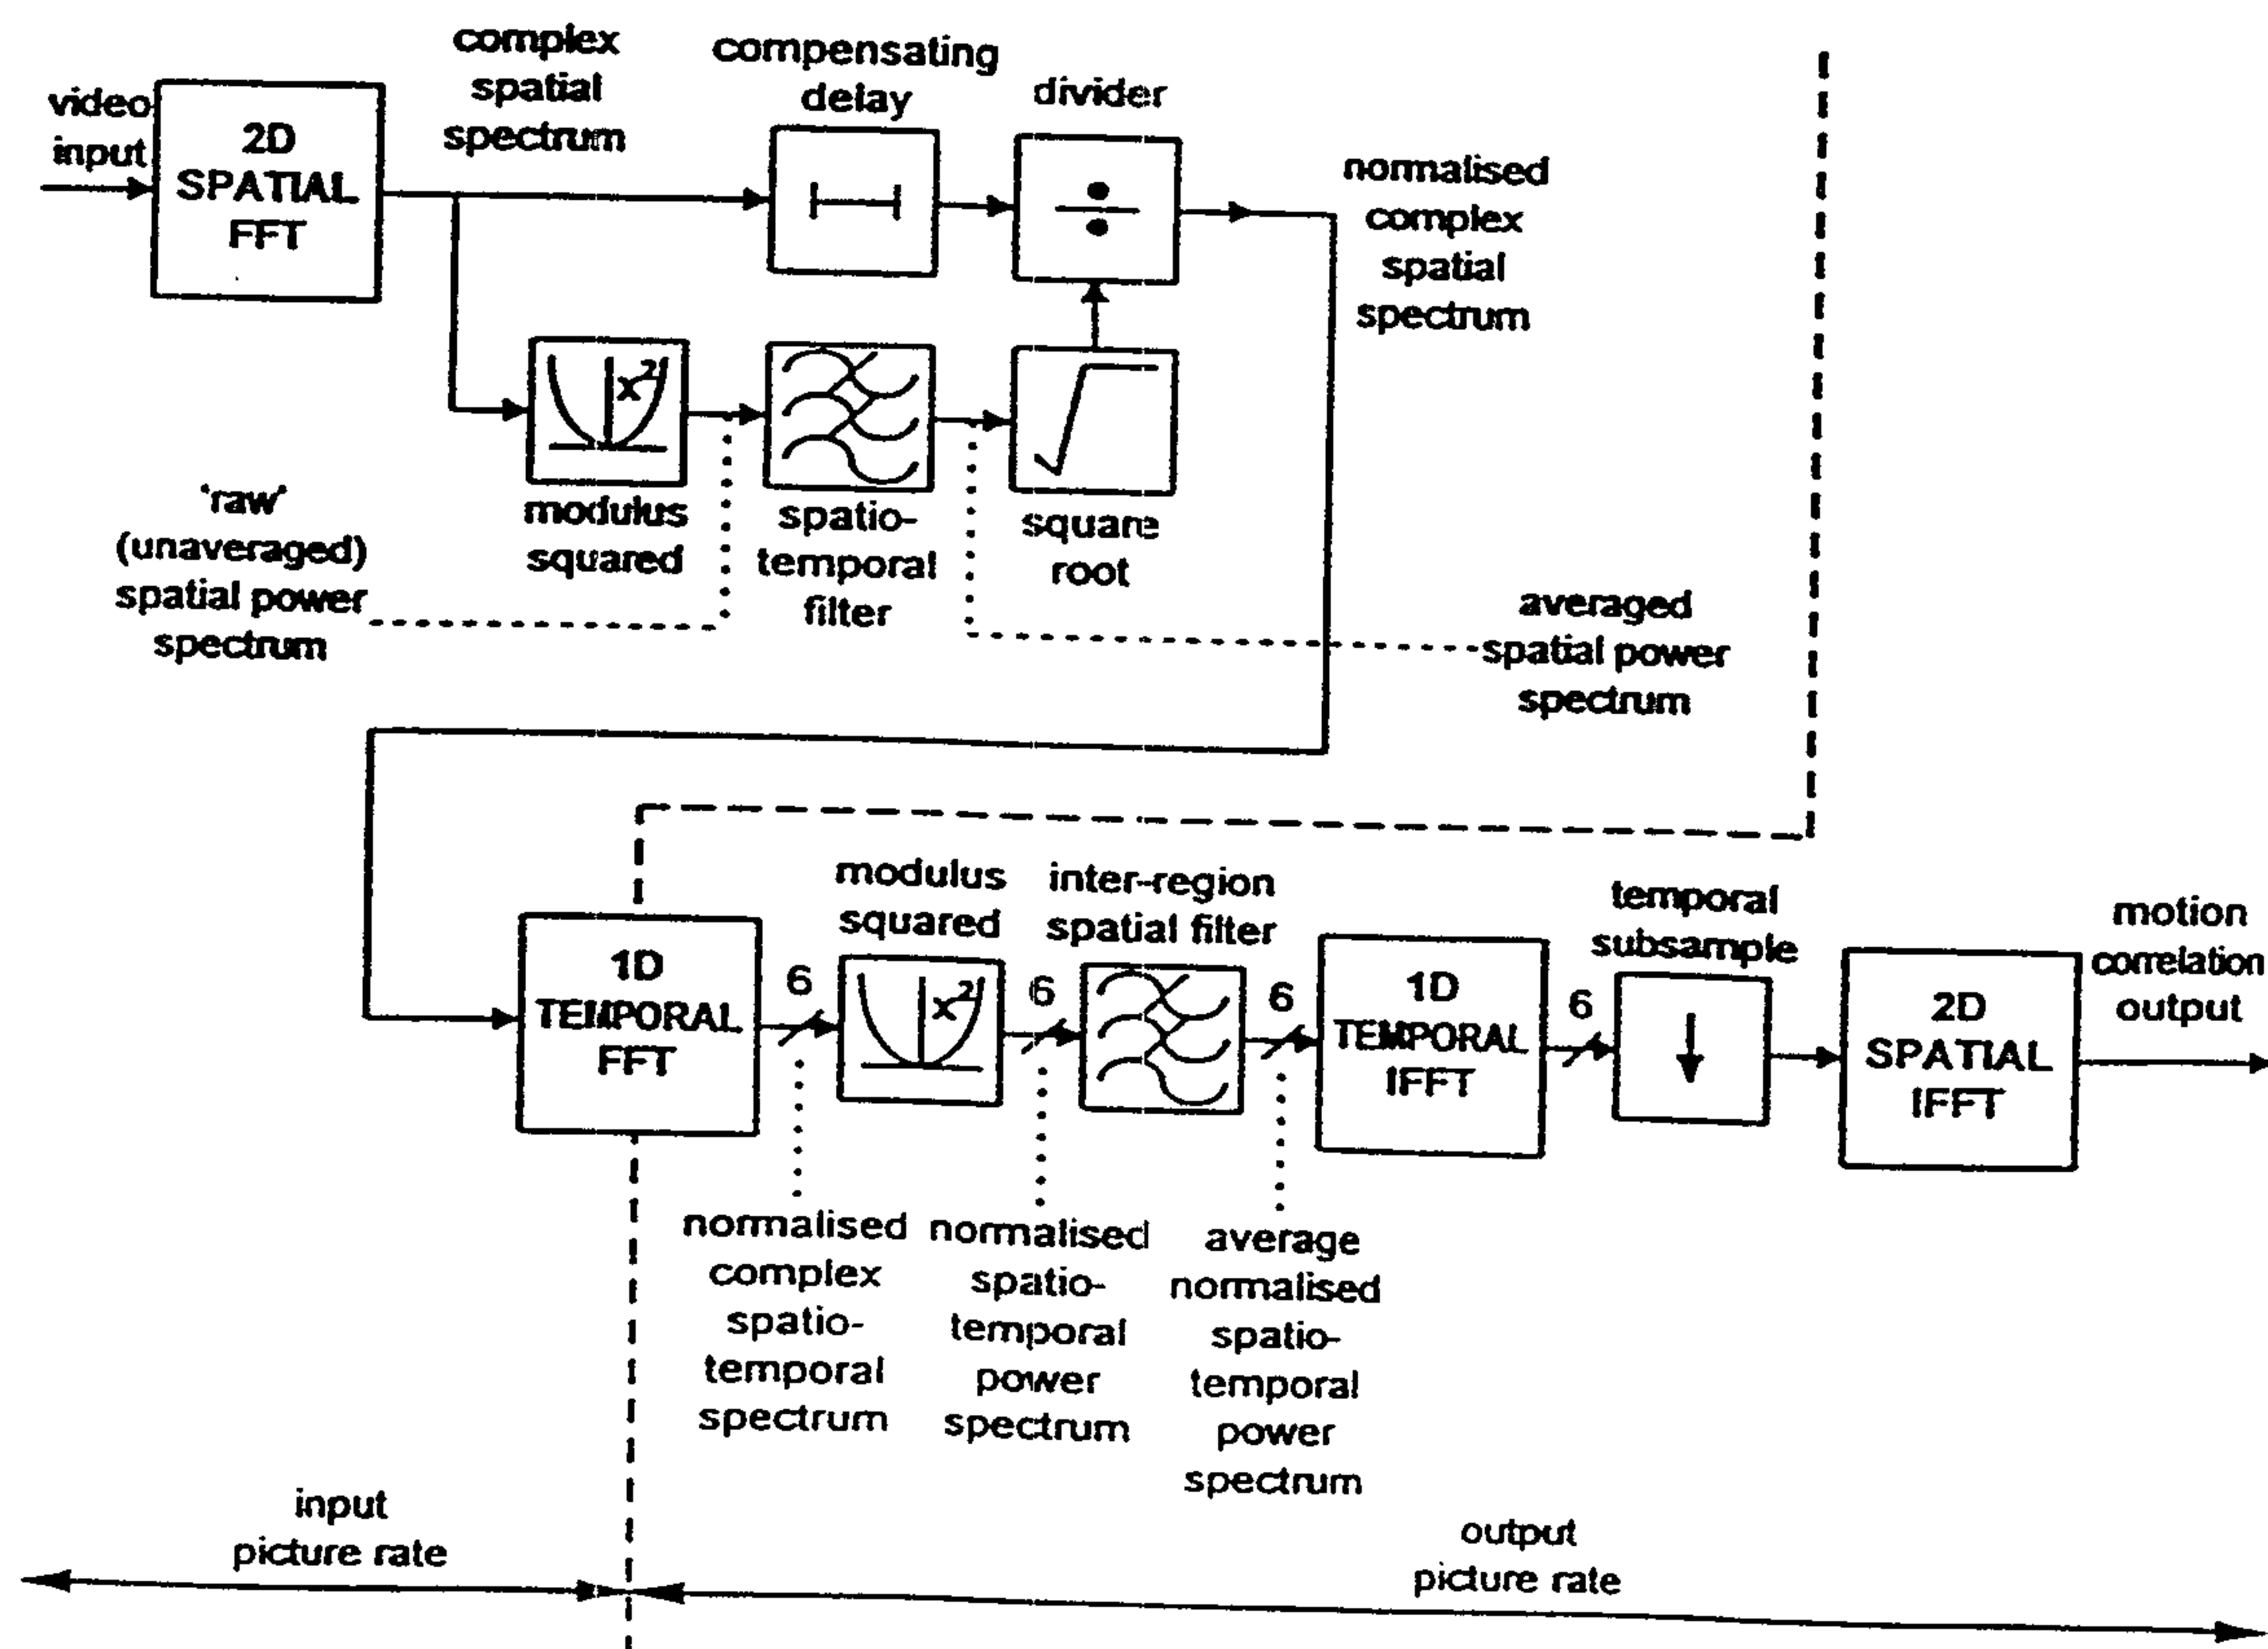 complex
spatial
spectrum
compensating
delay
divider
video
input
2D
SPATIAL
FFT
normalised
complex
spatial
spectrum
x²
'raw'
(unaveraged)
spatial power
spectrum
modulus
squared
spatio-
temporal
filter
square
root
averaged
spatial power
spectrum
modulus
squared
inter-region
spatial filter
temporal
subsample
motion
correlation
output
1D
TEMPORAL
FFT
6
x²
6
6
1D
TEMPORAL
IFFT
6
2D
SPATIAL
IFFT
normalised
complex
spatio-
temporal
spectrum
normalised
spatio-
temporal
power
spectrum
average
normalised
spatio-
temporal
power
spectrum
input
picture rate
output
picture rate